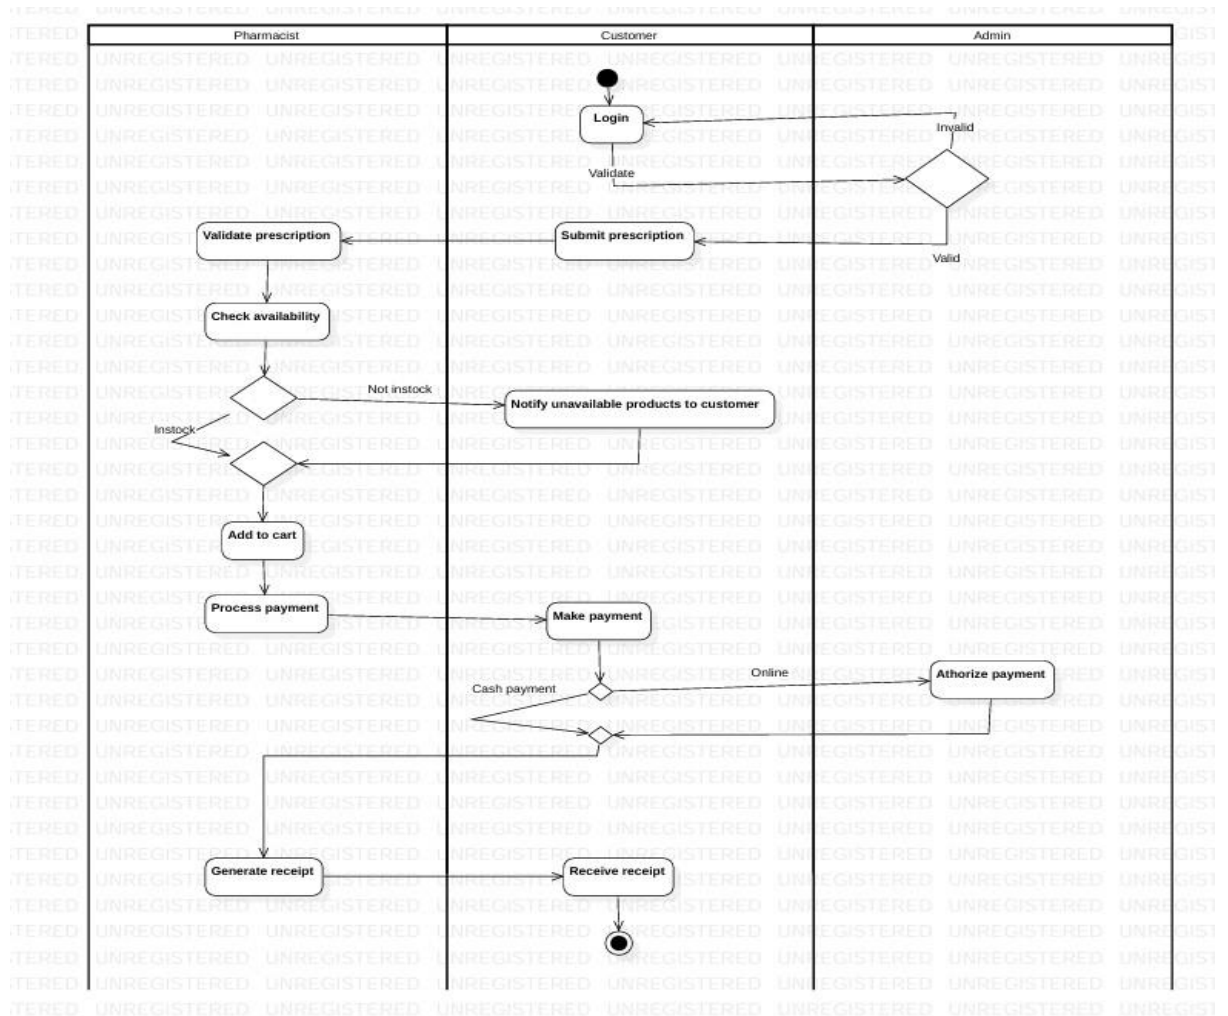 Pharmacist Customer Admin
Login
Invalid
Validate
Validate prescription
Submit prescription
Valid
Check availability
Not instock
Notify unavailable products to customer
Instock
Add to cart
Process payment
Make payment
Online
Athorize payment
Cash payment
Generate receipt
Receive receipt
UNREGISTERED